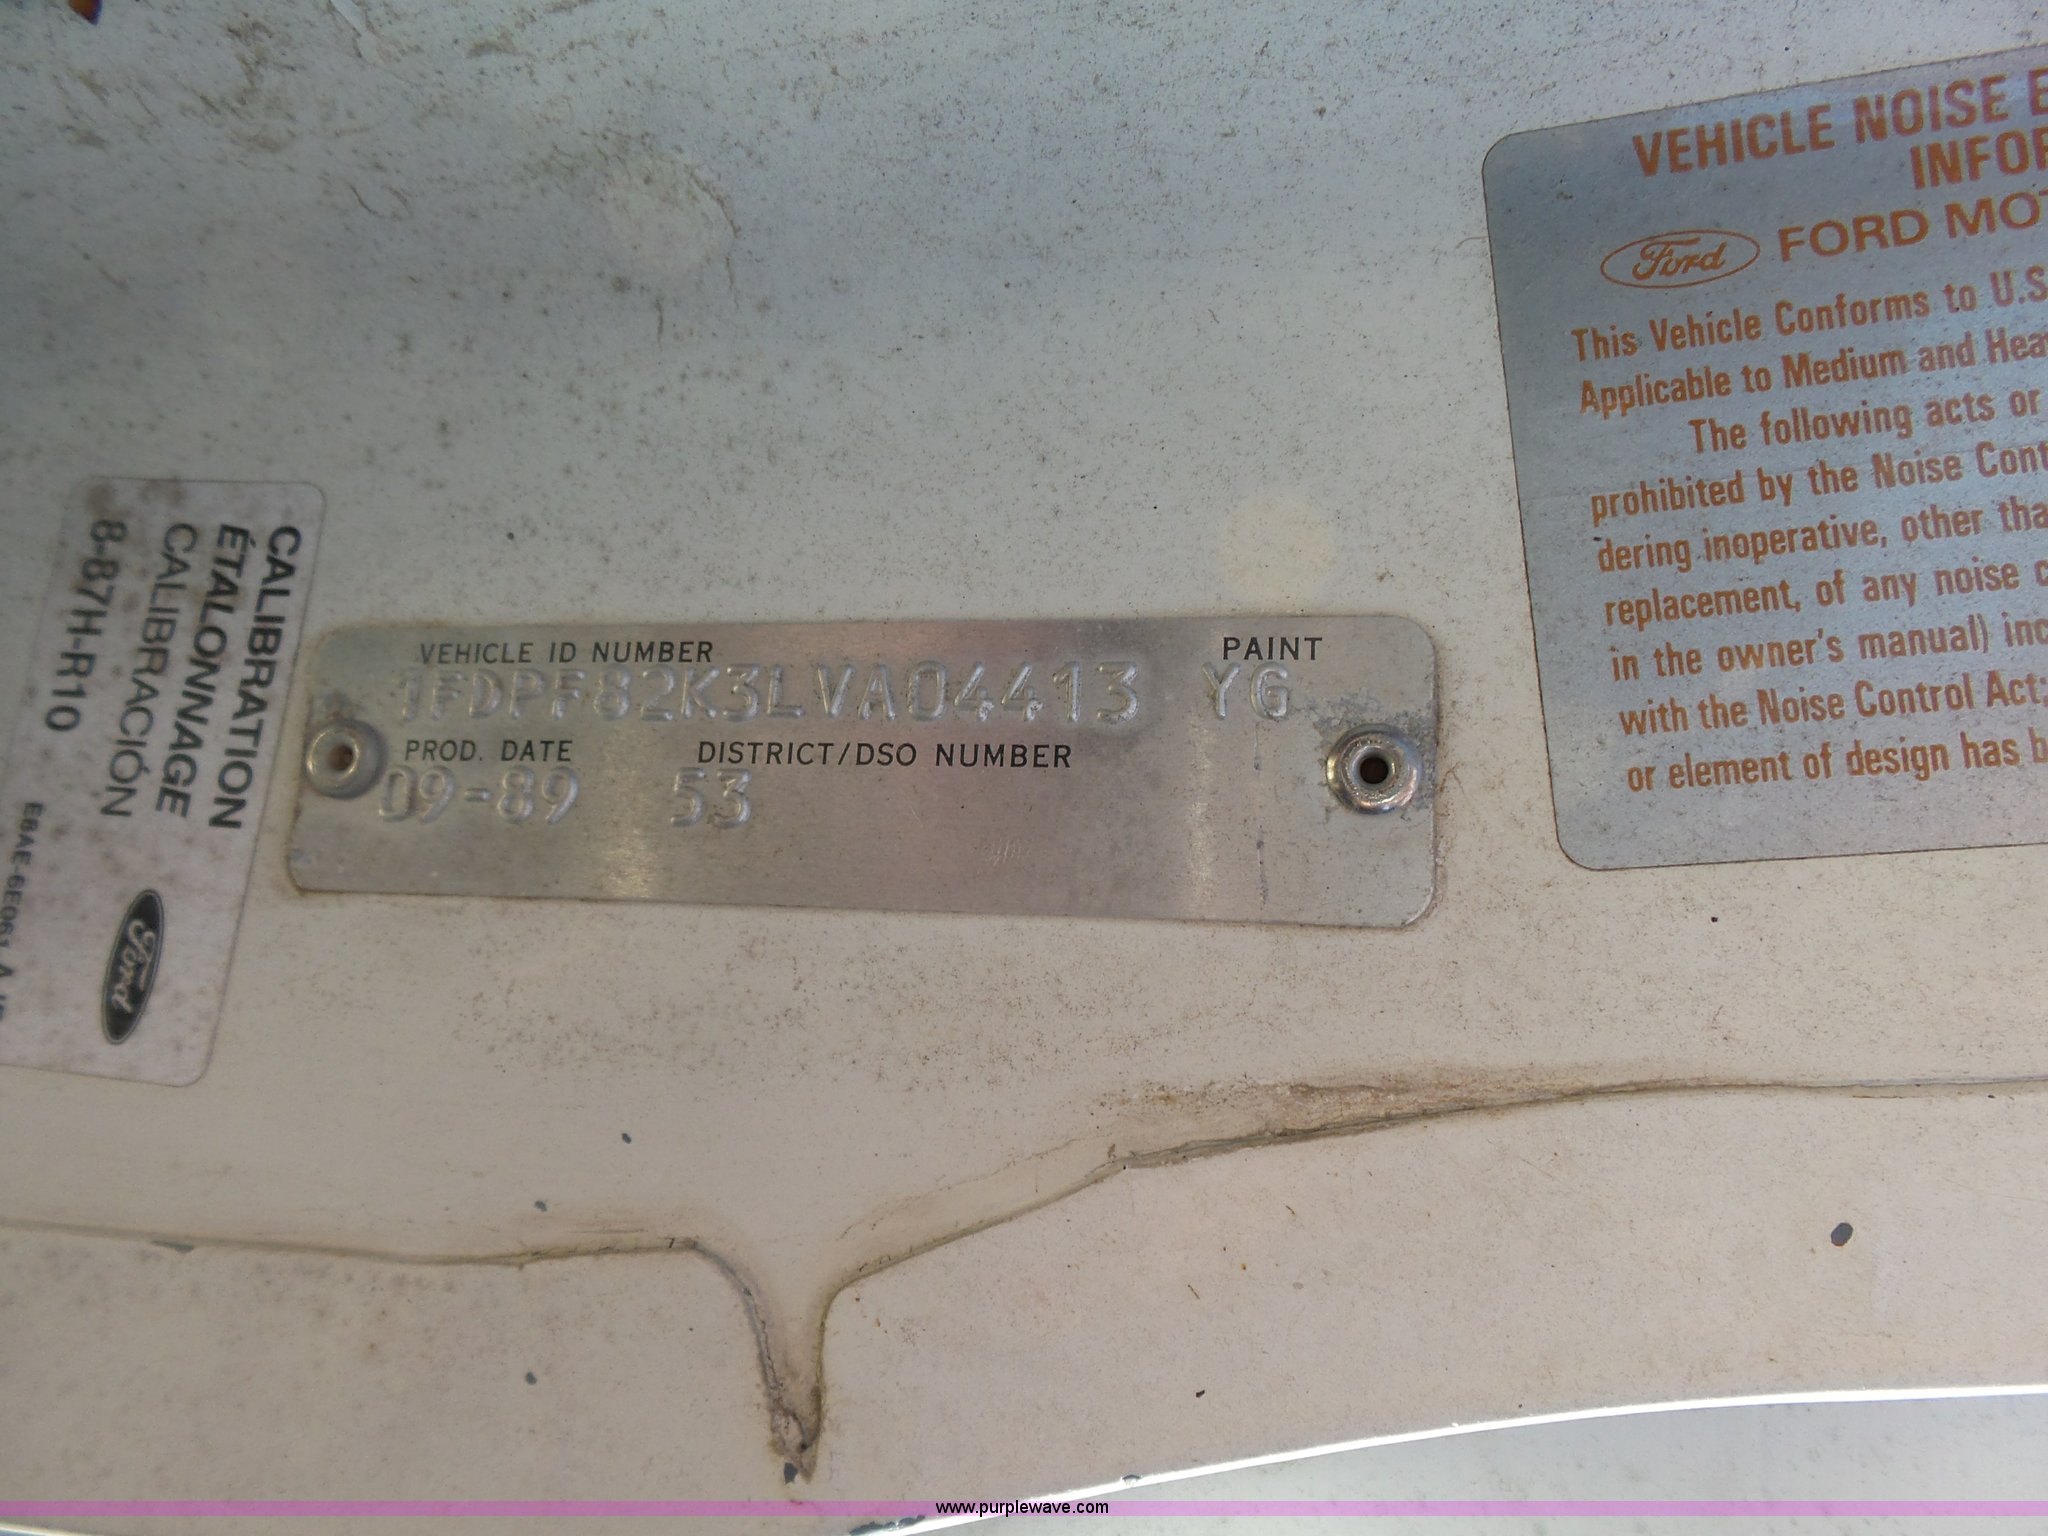 VEHICLE ID NUMBER PAINT
1FDPF82K3LVA04413 YG
PROD. DATE DISTRICT/DSO NUMBER
09-89 53
CALIBRATION
ÉTALONNAGE
CALIBRACIÓN
8-87H-R10
Ford
VEHICLE NOISE E
INFOR
Ford FORD MOT
This Vehicle Conforms to U.S
Applicable to Medium and Heav
The following acts or
prohibited by the Noise Cont
dering inoperative, other tha
replacement, of any noise c
in the owner's manual) inc
with the Noise Control Act;
or element of design has b
www.purplewave.com